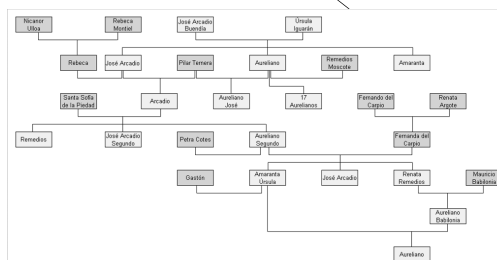 Nicanor
Ulloa
Rebeca
Montiel
José Arcadio
Buendía
Úrsula
Iguarán
Rebeca
José Arcadio
Pilar Ternera
Aureliano
Remedios
Moscote
Amaranta
Santa Sofía
de la Piedad
Arcadio
Aureliano
José
17
Aurelianos
Fernando del
Carpio
Renata
Argote
Remedios
José Arcadio
Segundo
Petra Cotes
Aureliano
Segundo
Fernanda del
Carpio
Gastón
Amaranta
Úrsula
José Arcadio
Renata
Remedios
Mauricio
Babilonia
Aureliano
Babilonia
Aureliano